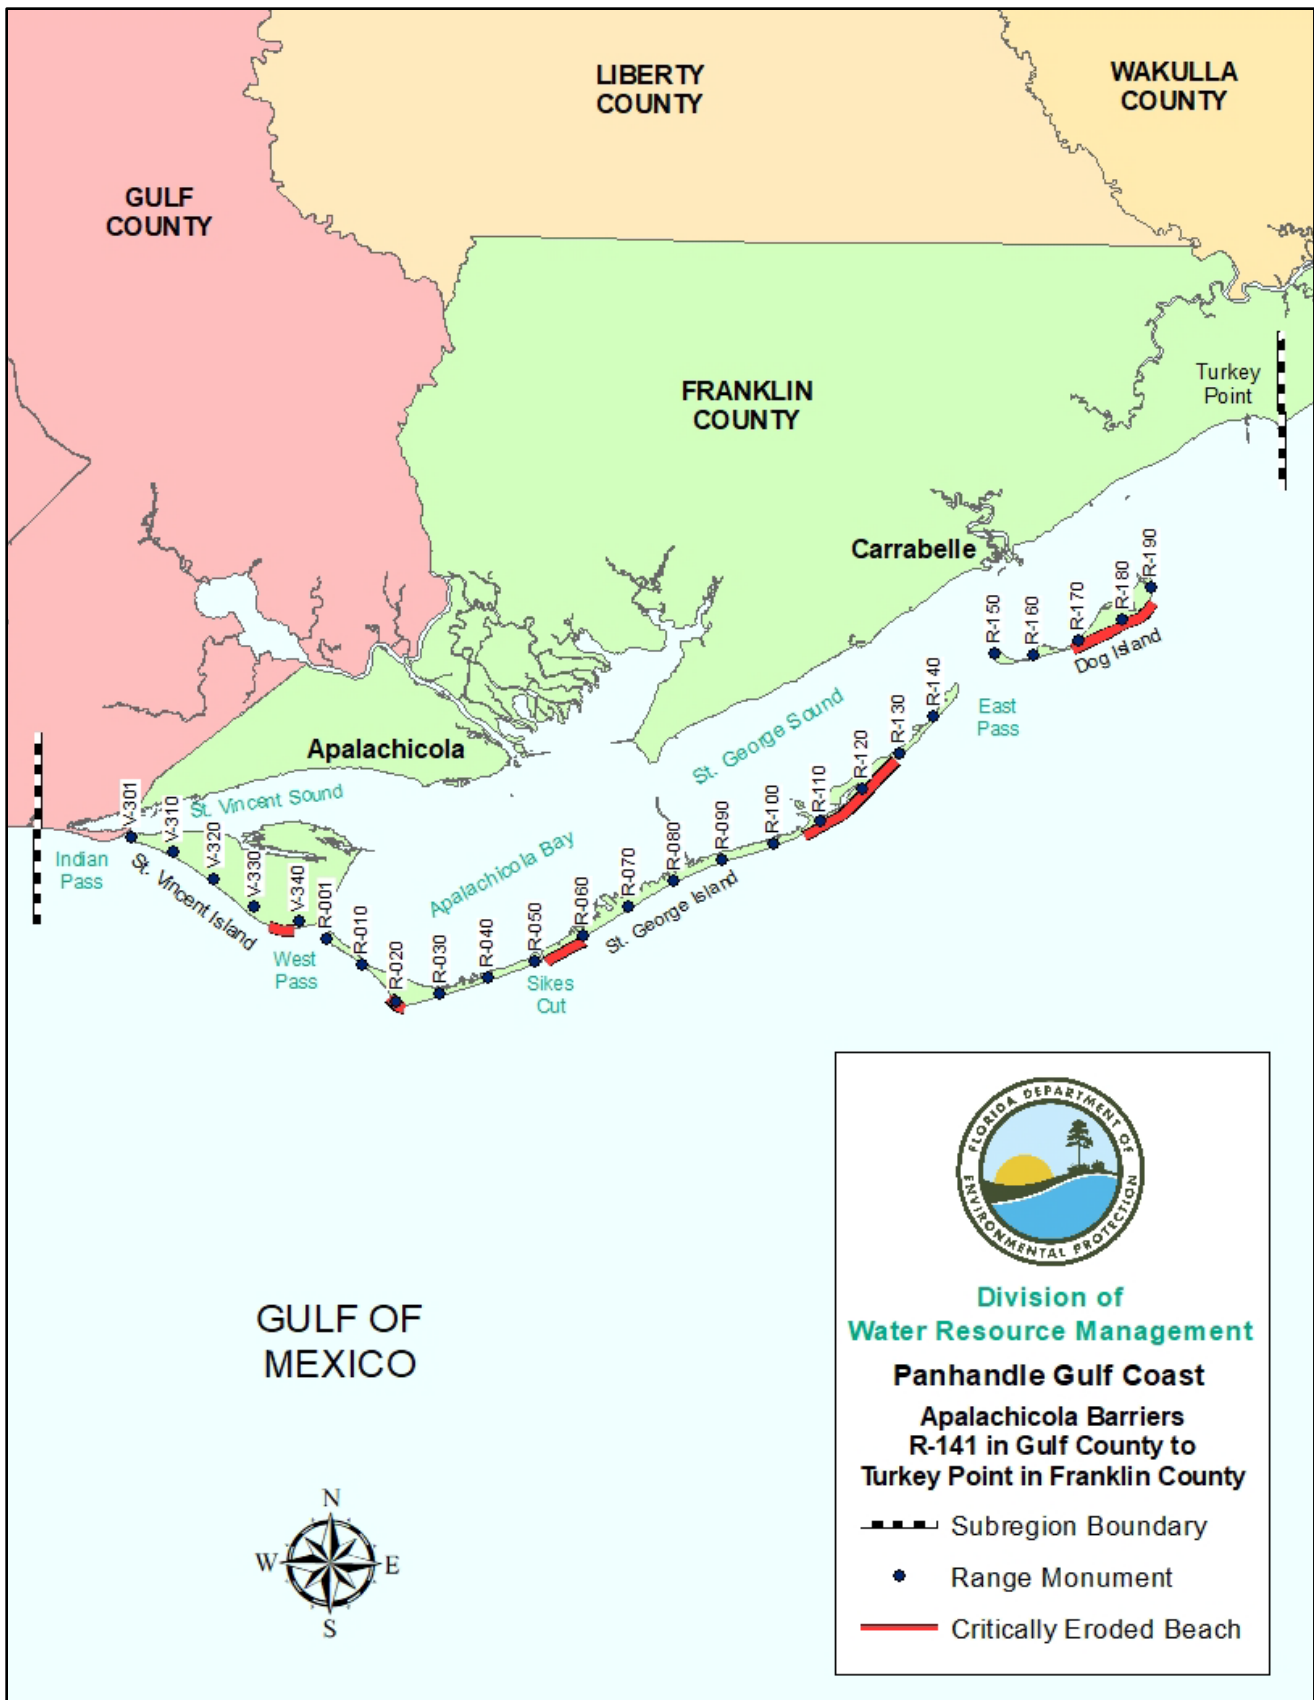 LIBERTY
COUNTY
WAKULLA
COUNTY
GULF
COUNTY
FRANKLIN
COUNTY
Turkey
Point
Carrabelle
R-150
R-160
R-170
R-180
R-190
Dog Island
East
Pass
St. George Sound
R-140
R-130
R-120
R-110
R-100
R-090
R-080
R-070
R-060
R-050
R-040
R-030
R-020
R-010
R-001
St. George Island
Apalachicola
St. Vincent Sound
Apalachicola Bay
V-301
V-310
V-320
V-330
V-340
Indian
Pass
St. Vincent Island
West
Pass
Sikes
Cut
GULF OF
MEXICO
N
W E
S
FLORIDA DEPARTMENT OF
ENVIRONMENTAL PROTECTION
Division of
Water Resource Management
Panhandle Gulf Coast
Apalachicola Barriers
R-141 in Gulf County to
Turkey Point in Franklin County
Subregion Boundary
Range Monument
Critically Eroded Beach